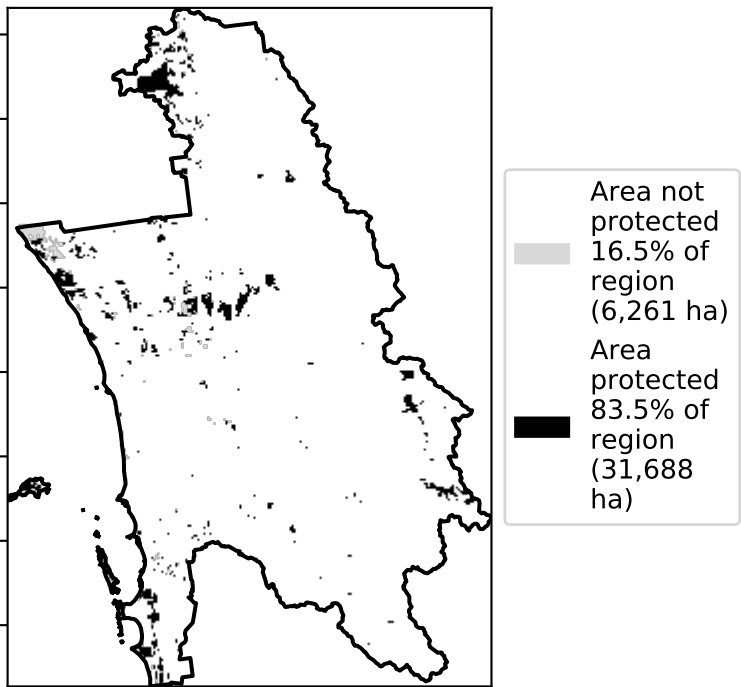 Area not
protected
16.5% of
region
(6,261 ha)
Area
protected
83.5% of
region
(31,688
ha)